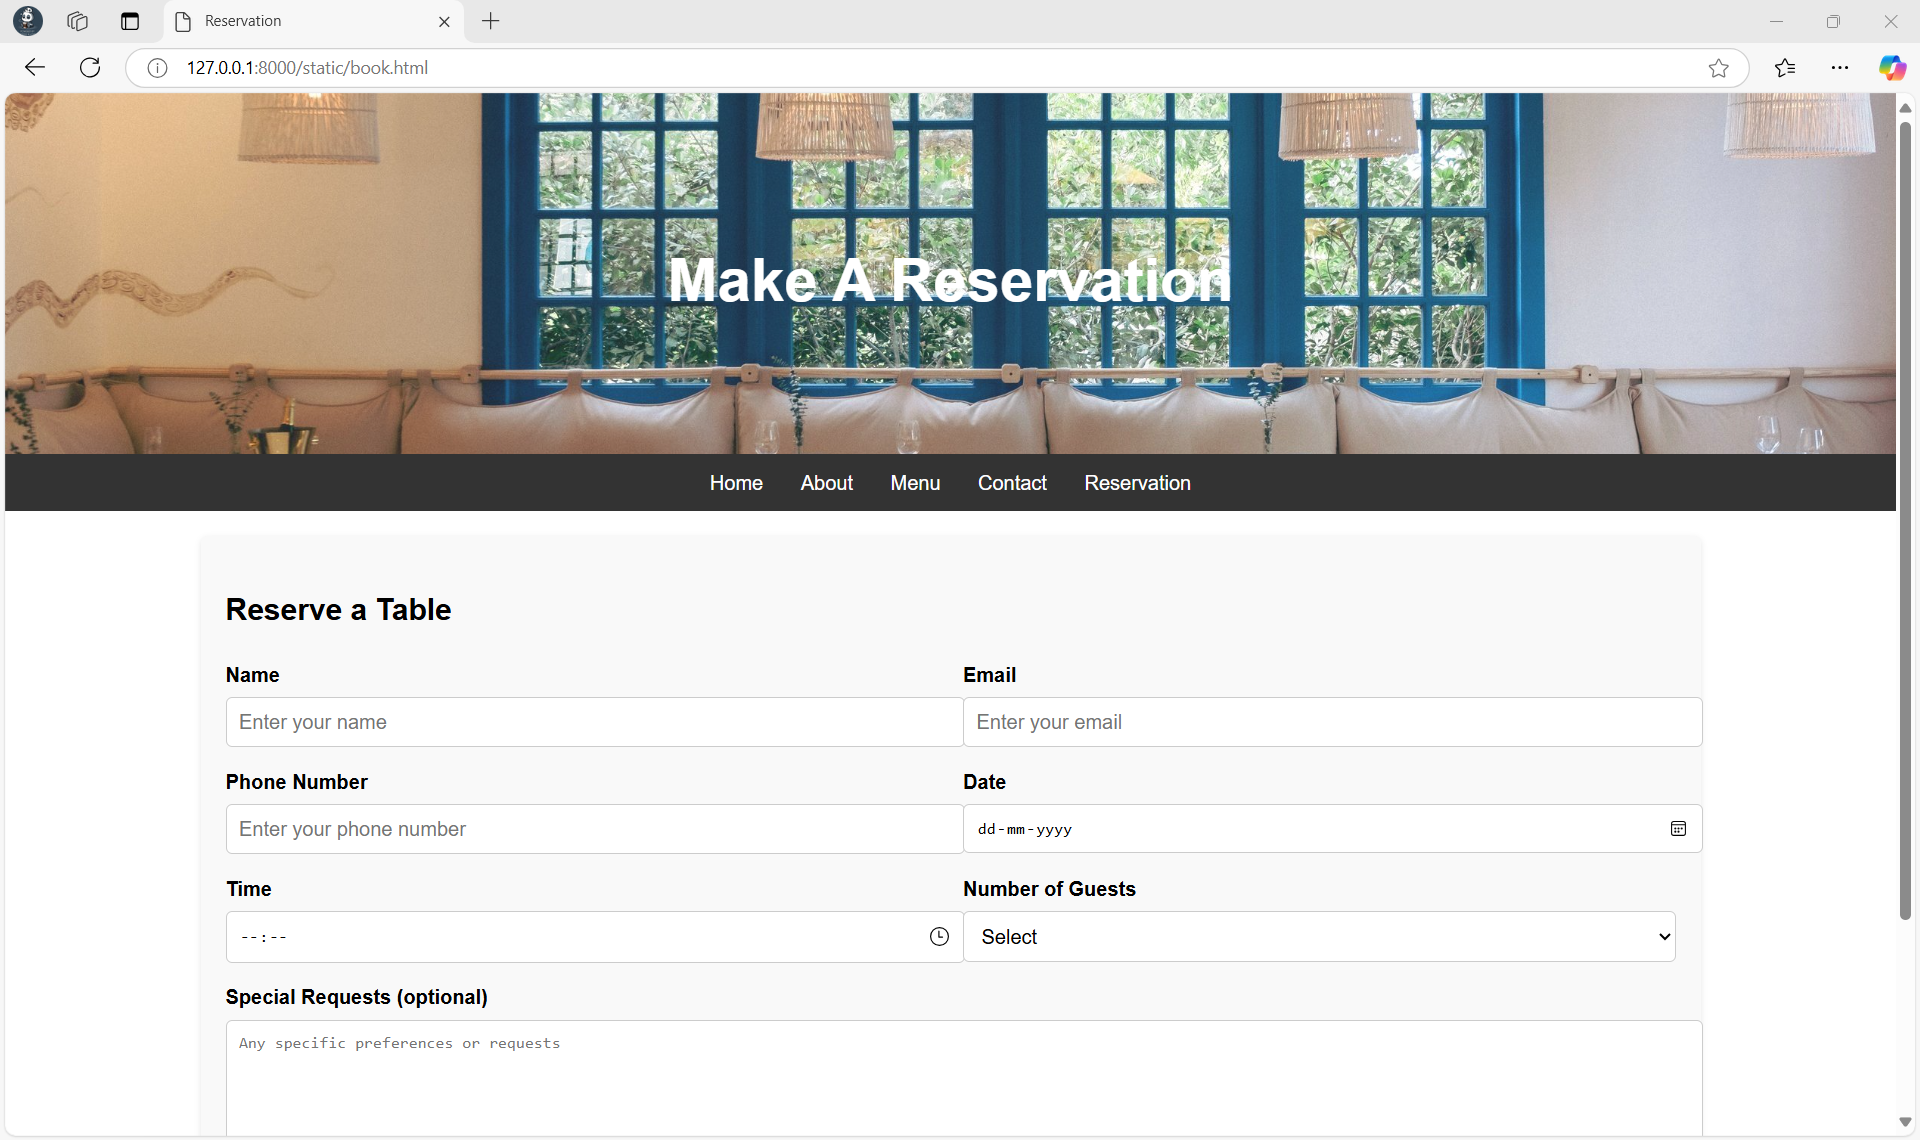 Reservation
127.0.0.1:8000/static/book.html
Make A Reservation
Home About Menu Contact Reservation
Reserve a Table
Name Email
Enter your name Enter your email
Phone Number Date
Enter your phone number dd-mm-yyyy
Time Number of Guests
--:-- Select
Special Requests (optional)
Any specific preferences or requests